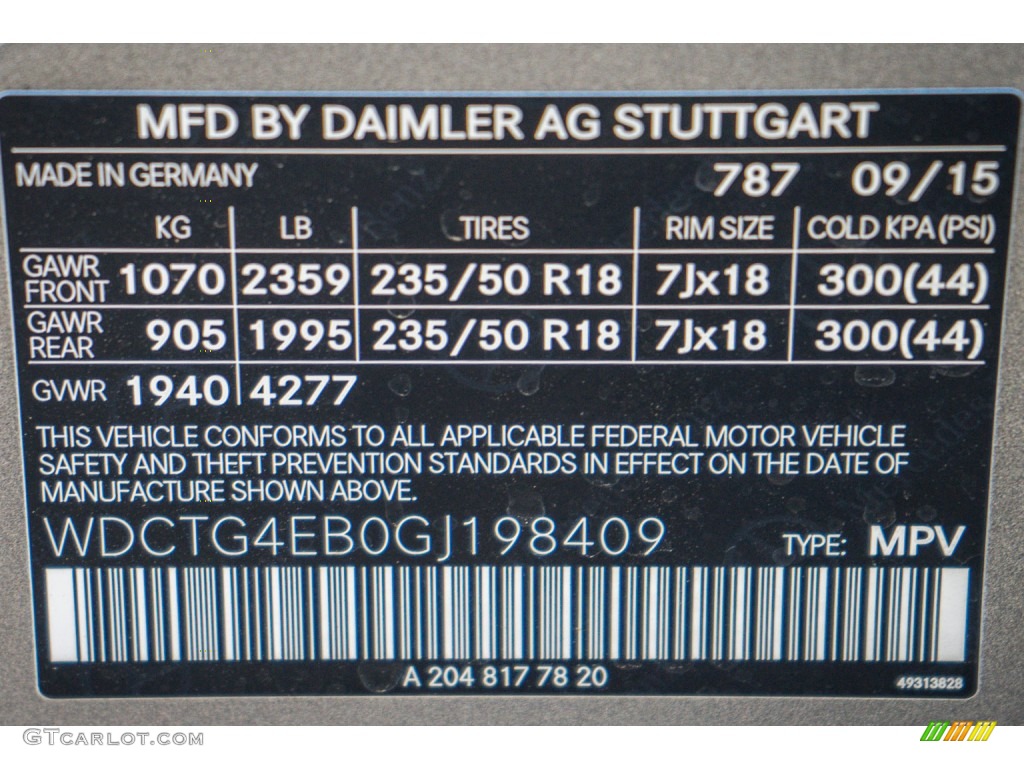 MFD BY DAIMLER AG STUTTGART
MADE IN GERMANY 787 09/15
KG LB TIRES RIM SIZE COLD KPA (PSI)
GAWR FRONT 1070 2359 235/50 R18 7Jx18 300(44)
GAWR REAR 905 1995 235/50 R18 7Jx18 300(44)
GVWR 1940 4277
THIS VEHICLE CONFORMS TO ALL APPLICABLE FEDERAL MOTOR VEHICLE
SAFETY AND THEFT PREVENTION STANDARDS IN EFFECT ON THE DATE OF
MANUFACTURE SHOWN ABOVE.
WDCTG4EB0GJ198409 TYPE: MPV
A 204 817 78 20 49313828
GTCARLOT.COM